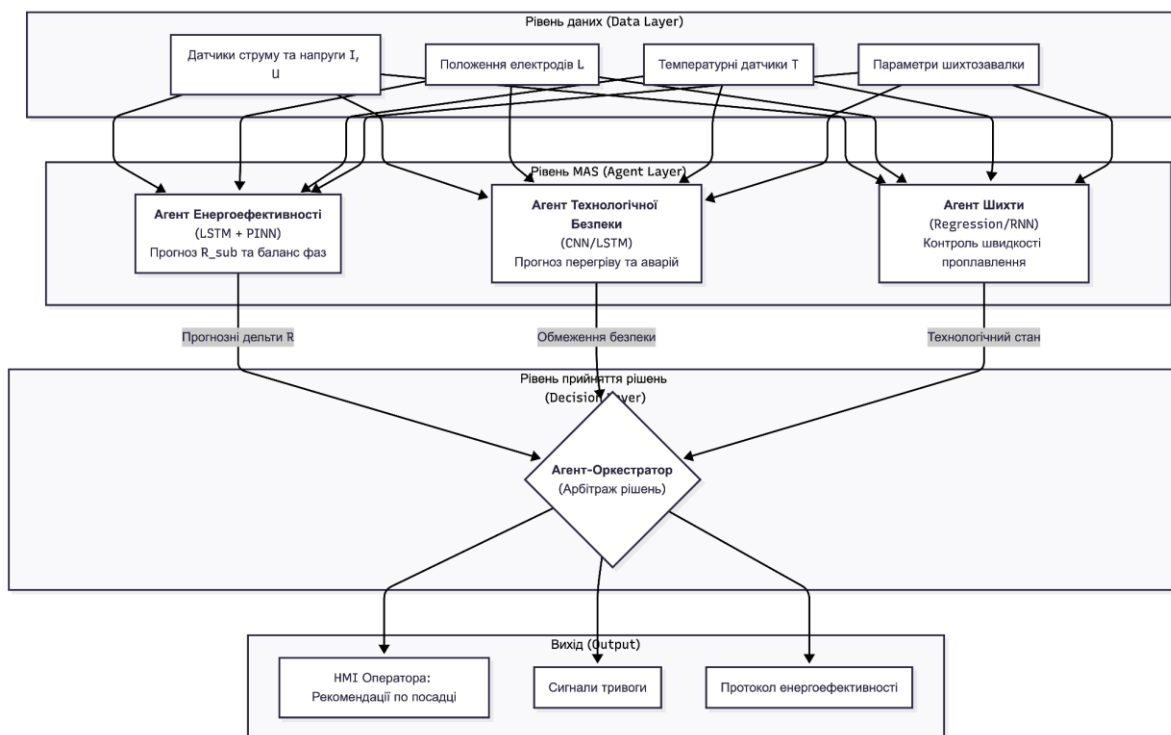 Рівень даних (Data Layer)
Датчики струму та напруги I,
U
Положення електродів L
Температурні датчики T
Параметри шихтозавалки
Рівень MAS (Agent Layer)
Агент Енергоефективності
(LSTM + PINN)
Прогноз R_sub та баланс фаз
Агент Технологічної
Безпеки
(CNN/LSTM)
Прогноз перегріву та аварій
Агент Шихти
(Regression/RNN)
Контроль швидкості
проплавлення
Прогнозні дельти R
Обмеження безпеки
Технологічний стан
Рівень прийняття рішень
(Decision Layer)
Агент-Оркестратор
(Арбітраж рішень)
Вихід (Output)
HMI Оператора:
Рекомендації по посадці
Сигнали тривоги
Протокол енергоефективності